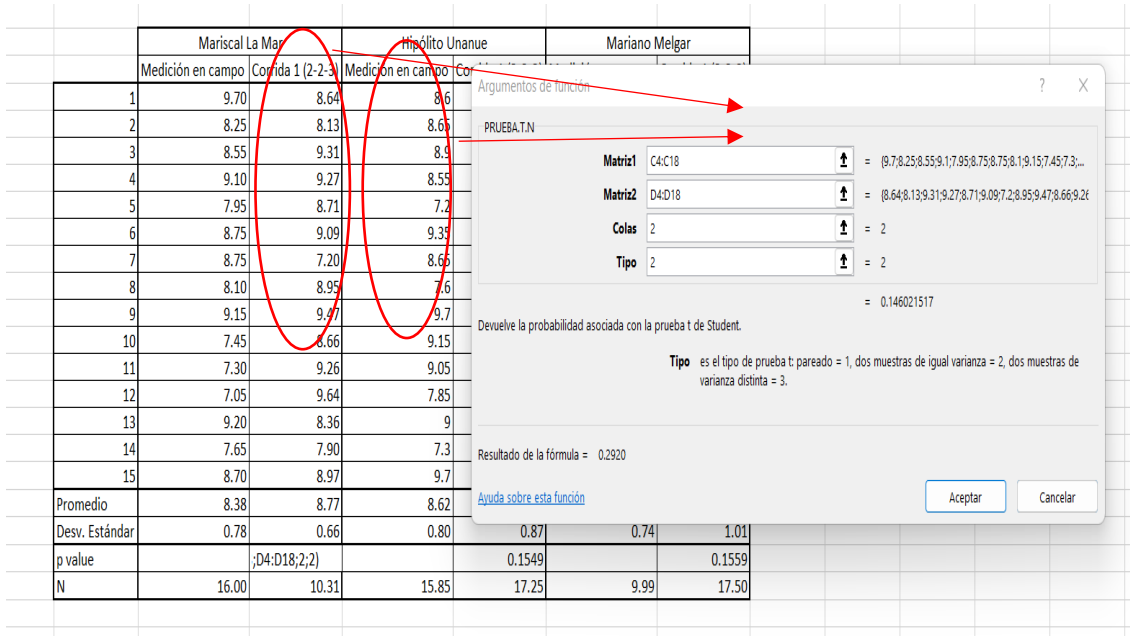 Mariscal La Mar Hipólito Unanue Mariano Melgar
Medición en campo Corrida 1 (2-2-3) Medición en campo
1 9.70 8.64 8.6
2 8.25 8.13 8.65
3 8.55 9.31 8.9
4 9.10 9.27 8.55
5 7.95 8.71 7.2
6 8.75 9.09 9.35
7 8.75 7.20 8.65
8 8.10 8.95 7.6
9 9.15 9.47 9.7
10 7.45 8.66 9.15
11 7.30 9.26 9.05
12 7.05 9.64 7.85
13 9.20 8.36 9
14 7.65 7.90 7.3
15 8.70 8.97 9.7
Promedio 8.38 8.77 8.62
Desv. Estándar 0.78 0.66 0.80 0.87 0.74 1.01
p value ;D4:D18;2;2) 0.1549 0.1559
N 16.00 10.31 15.85 17.25 9.99 17.50
Argumentos de función ? X
PRUEBA.T.N
Matriz1 C4:C18 = {9.7;8.25;8.55;9.1;7.95;8.75;8.75;8.1;9.15;7.45;7.3;...
Matriz2 D4:D18 = {8.64;8.13;9.31;9.27;8.71;9.09;7.2;8.95;9.47;8.66;9.26
Colas 2 = 2
Tipo 2 = 2
= 0.146021517
Devuelve la probabilidad asociada con la prueba t de Student.
Tipo es el tipo de prueba t: pareado = 1, dos muestras de igual varianza = 2, dos muestras de
varianza distinta = 3.
Resultado de la fórmula = 0.2920
Ayuda sobre esta función
Aceptar Cancelar